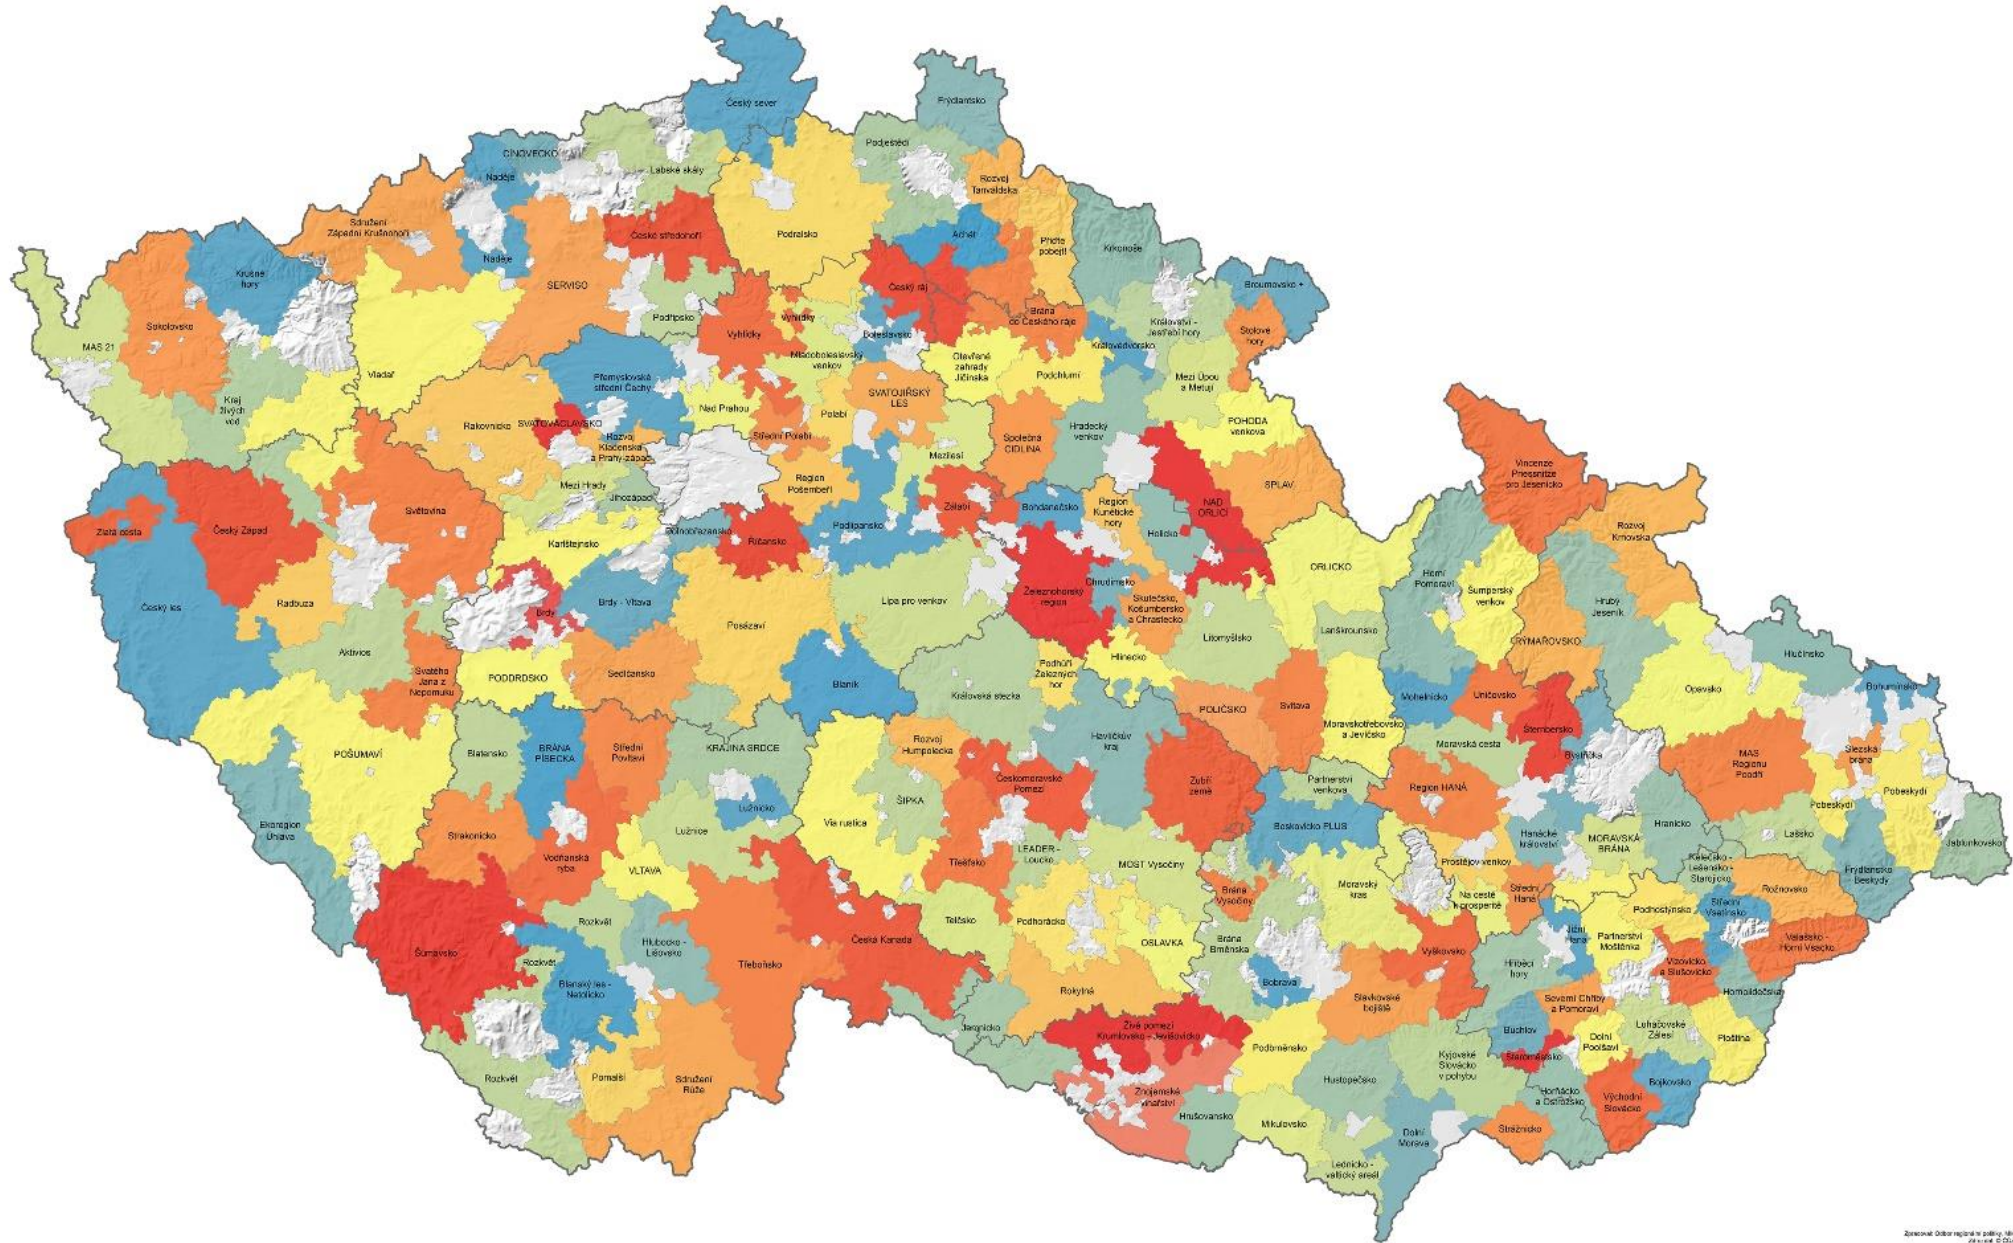 Český sever
Frýdlantsko
CÍNOVECKO
Podještědí
Labské skály
Naděje
Rozvoj
Tanvaldska
Sdružení
Západní Krušnohoří
České středohoří
Podralsko
Achát
Přiďte
pobejt!
Krkonoše
Naděje
Krušné
hory
SERVISO
Český ráj
Broumovsko +
Sokolovsko
Podřipsko
Vyhlídky
Vyhlídky
Boleslavsko
Brána
do Českého ráje
Království -
Jestřebí hory
Stolové
hory
MAS 21
Královédvorsko
Mladoboleslavský
venkov
Otevřené
zahrady
Jičínska
Podchlumí
Vladař
Přemyslovské
střední Čechy
Mezi Úpou
a Metují
Kraj
živých
vod
SVATOJIŘSKÝ
LES
Nad Prahou
Polabí
Rakovnicko
SVATOVÁCLAVSKO
Rozvoj
Kladenska
a Prahy-západ
Střední Polabí
Společná
CIDLINA
Hradecký
venkov
POHODA
venkova
Mezilesí
Mezi Hrady
Jihozápad
Region
Pošembeří
SPLAV
Vincenze
Priessnitze
pro Jesenicko
Světovina
Zálabí
Bohdanečsko
Region
Kunětické
hory
NAD
ORLICÍ
Zlatá cesta
Český Západ
Karlštejnsko
Dolnobřežansko
Říčansko
Podlipansko
Holicko
Rozvoj
Krnovska
ORLICKO
Horní
Pomoraví
Šumperský
venkov
Hrubý
Jeseník
Český les
Radbuza
Brdy
Brdy - Vltava
Posázaví
Lípa pro venkov
Železnohorský
region
Chrudimsko
Skutečsko,
Košumbersko
a Chrastecko
Litomyšlsko
Lanškrounsko
RÝMAŘOVSKO
Aktivios
Svatého
Jana z
Nepomuku
PODBRDSKO
Sedlčansko
Blaník
Královská stezka
Podhůří
Železných
hor
Hlinecko
Hlučínsko
Opavsko
Bohumínsko
POLIČSKO
Svitava
Mohelnicko
Uničovsko
Šternbersko
Moravskotřebovsko
a Jevíčsko
POŠUMAVÍ
Blatensko
BRÁNA
PÍSECKA
Střední
Povltaví
KRAJINA SRDCE
Rozvoj
Humpolecka
Havlíčkův
kraj
Moravská cesta
Bystřička
MAS
Regionu
Poodří
Slezská
brána
Českomoravské
Pomezí
Zubří
země
Partnerství
venkova
Region HANÁ
Pobeskydí
Pobeskydí
Ekoregion
Úhlava
Strakonicko
Lužnicko
Lužnice
Via rustica
ŠIPKA
Boskovicko PLUS
Hanácké
království
MORAVSKÁ
BRÁNA
Hranicko
Lašsko
Jablunkovsko
Vodňanská
ryba
VLTAVA
Třešťsko
LEADER -
Loucko
MOST Vysočiny
Prostějov venkov
Kelečsko -
Lešensko -
Starojicko
Frýdlantsko
Beskydy
Brána
Vysočiny
Moravský
kras
Na cestě
k prosperitě
Střední
Haná
Rožnovsko
Střední
Vsetínsko
Podhostýnsko
Telčsko
Podhorácko
OSLAVKA
Rozkvět
Hlubocko -
Lišovsko
Česká Kanada
Brána
Brněnska
Jižní
Haná
Partnerství
Moštěnka
Valašsko -
Horní Vsacko
Šumavsko
Rozkvět
Třeboňsko
Vyškovsko
Hříběcí
hory
Vizovicko
a Slušovicko
Blanský les -
Netolicko
Rokytná
Bobrava
Slavkovské
bojiště
Severní Chřiby
a Pomoraví
Hornolidečska
Jemnicko
Živé pomezí
Krumlovsko - Jevišovicko
Podbrněnsko
Buchlov
Staroměstsko
Dolní
Poolšaví
Luhačovské
Zálesí
Ploština
Rozkvět
Pomalší
Sdružení
Růže
Kyjovské
Slovácko
v pohybu
Hustopečsko
Znojemské
vinařství
Hrušovansko
Horňácko
a Ostrožsko
Východní
Slovácko
Bojkovsko
Mikulovsko
Dolní
Morava
Strážnicko
Lednicko -
valtický areál
Zpracoval: Odbor regionální politiky,